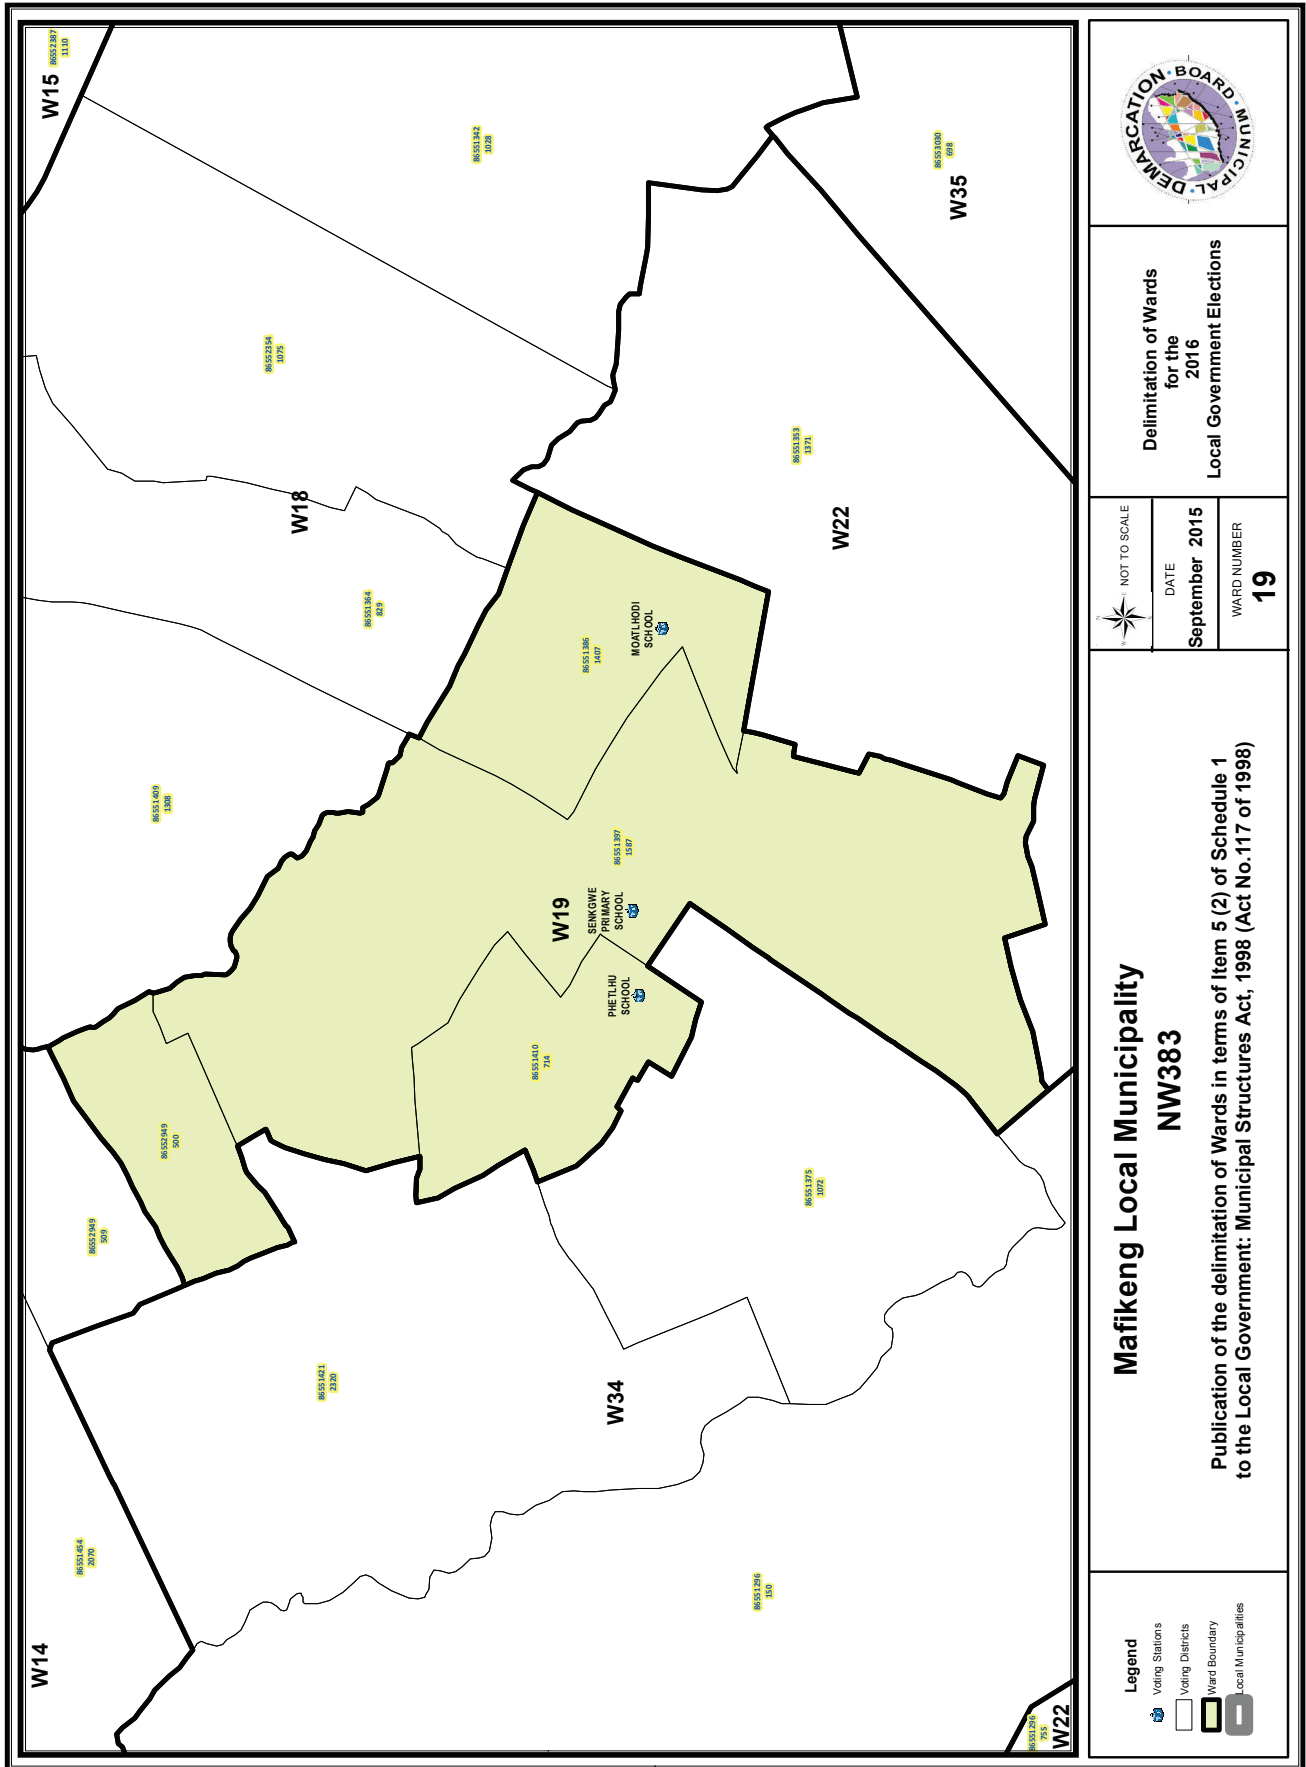 W15
86552387
1110
86551342
1028
86553030
698
W35
86552354
1075
W18
86551353
1371
W22
86551364
829
86551386
1407
MOATLHODI
SCHOOL
86551409
1308
86551397
1587
W19
SENKGWE
PRIMARY
SCHOOL
PHETLHU
SCHOOL
86551410
714
86552949
500
86552949
509
86551375
1072
86551421
2320
W34
86551454
2070
W14
86551296
150
86551296
755
W22
DEMARCATION • BOARD • MUNICIPAL •
Delimitation of Wards
for the
2016
Local Government Elections
N
W
NOT TO SCALE
DATE
September 2015
WARD NUMBER
19
Mafikeng Local Municipality
NW383
Publication of the delimitation of Wards in terms of Item 5 (2) of Schedule 1
to the Local Government: Municipal Structures Act, 1998 (Act No.117 of 1998)
Legend
Voting Stations
Voting Districts
Ward Boundary
Local Municipalities